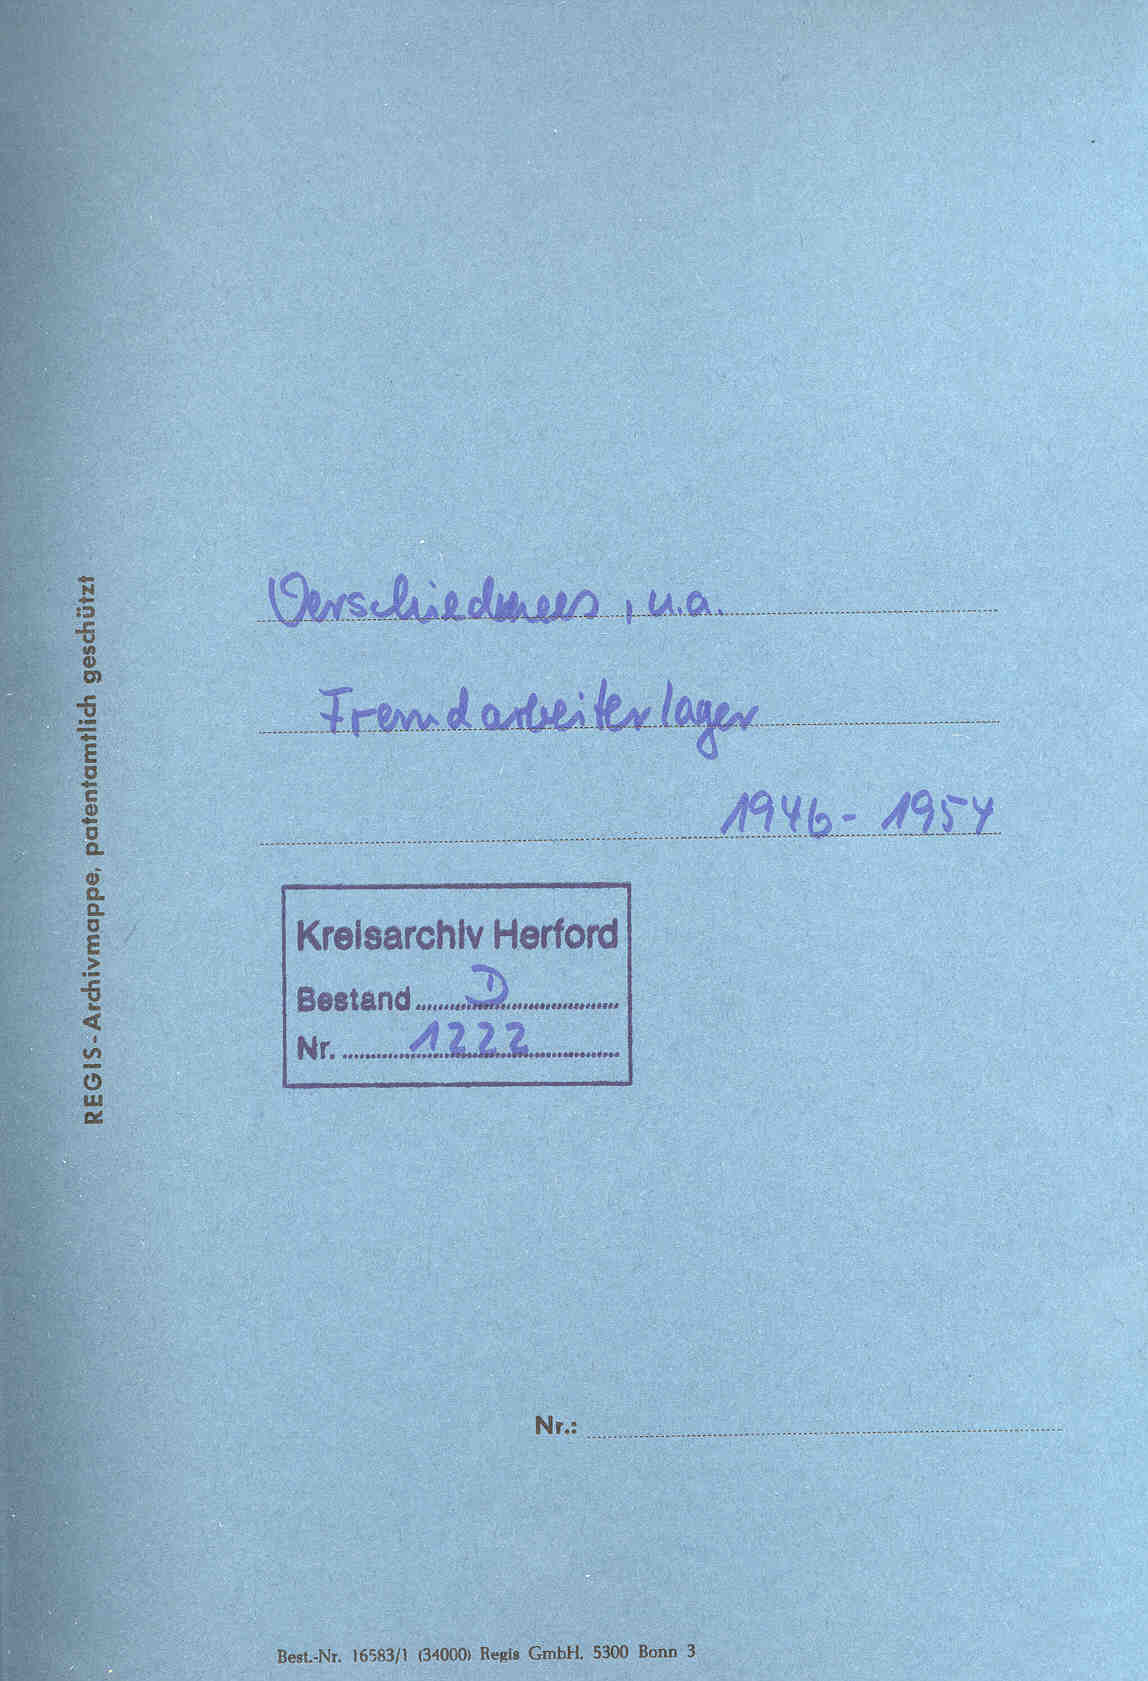 Verschiedenes, u.a.
Fremdarbeiterlager
1946 - 1954
Kreisarchiv Herford
Bestand D
Nr. 1222
REGIS-Archivmappe, patentamtlich geschützt
Nr.:
Best.-Nr. 16583/1 (34000) Regis GmbH, 5300 Bonn 3